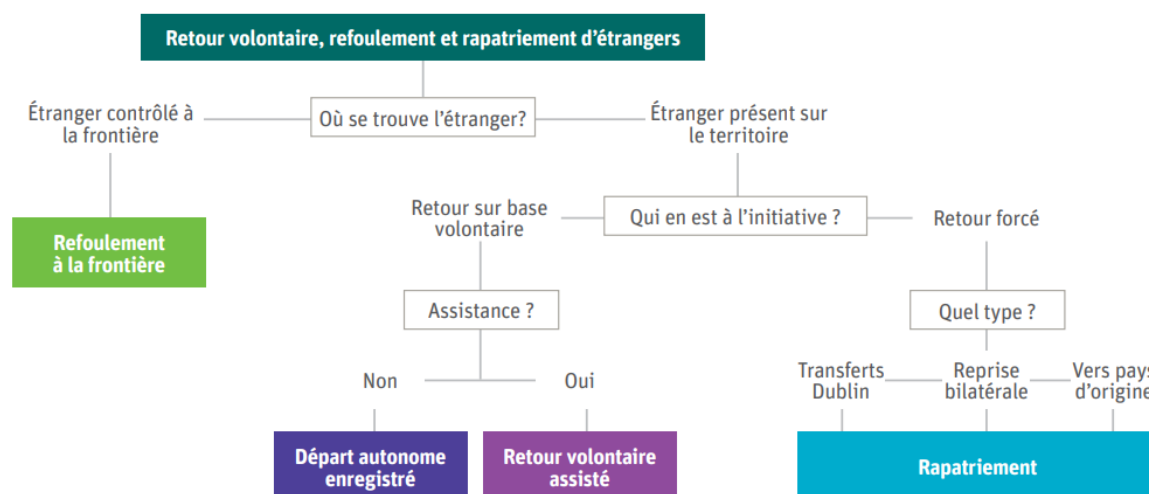 Retour volontaire, refoulement et rapatriement d’étrangers
Étranger contrôlé à
la frontière
Où se trouve l’étranger?
Étranger présent sur
le territoire
Refoulement
à la frontière
Retour sur base
volontaire
Qui en est à l’initiative ?
Retour forcé
Assistance ?
Quel type ?
Non
Oui
Transferts
Dublin
Reprise
bilatérale
Vers pays
d’origine
Départ autonome
enregistré
Retour volontaire
assisté
Rapatriement